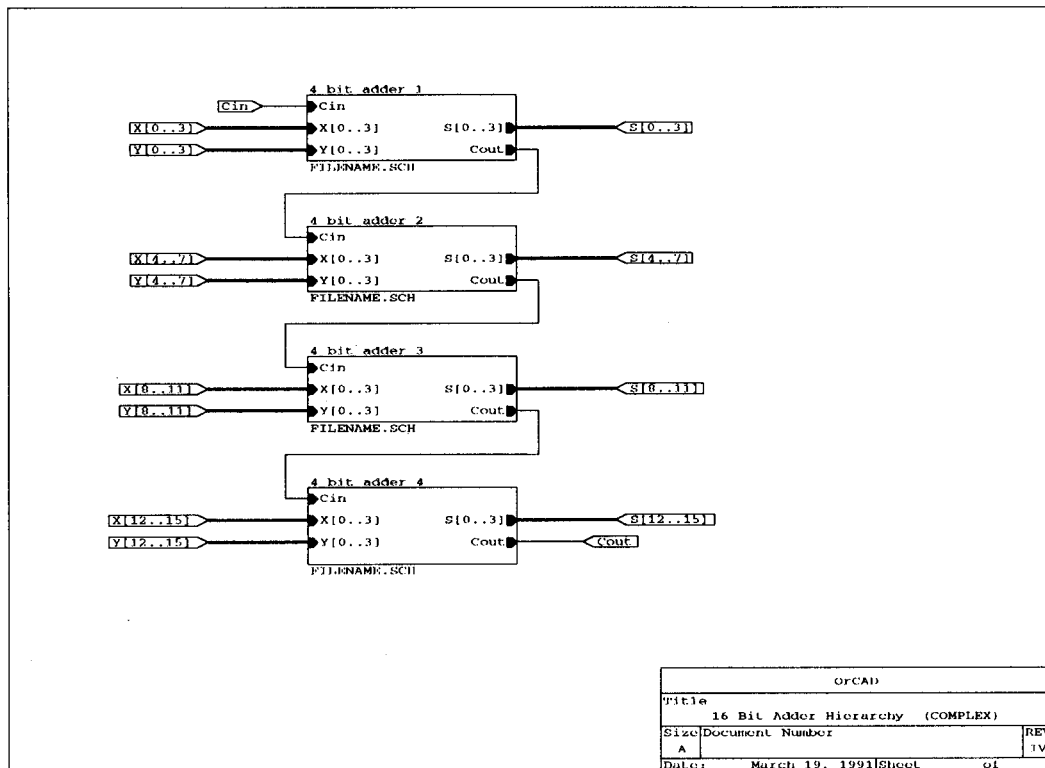 4 bit adder 1
Cin Cin
X[0..3] X[0..3] S[0..3] S[0..3]
Y[0..3] Y[0..3] Cout
FILENAME.SCH
4 bit adder 2
Cin
X[4..7] X[0..3] S[0..3] S[4..7]
Y[4..7] Y[0..3] Cout
FILENAME.SCH
4 bit adder 3
Cin
X[8..11] X[0..3] S[0..3] S[8..11]
Y[8..11] Y[0..3] Cout
FILENAME.SCH
4 bit adder 4
Cin
X[12..15] X[0..3] S[0..3] S[12..15]
Y[12..15] Y[0..3] Cout Cout
FILENAME.SCH
OrCAD
Title
16 Bit Adder Hierarchy (COMPLEX)
Size Document Number REV
A IV
Date: March 19, 1991 Sheet of